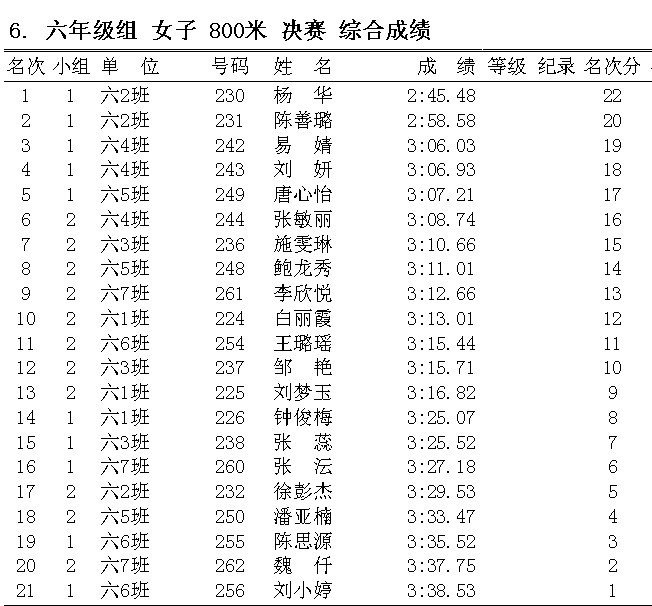 6. 六年级组 女子 800米 决赛 综合成绩
名次 小组 单 位 号码 姓 名 成 绩 等级 纪录 名次分
1 1 六2班 230 杨 华 2:45.48 22
2 1 六2班 231 陈善璐 2:58.58 20
3 1 六4班 242 易 婧 3:06.03 19
4 1 六4班 243 刘 妍 3:06.93 18
5 1 六5班 249 唐心怡 3:07.21 17
6 2 六4班 244 张敏丽 3:08.74 16
7 2 六3班 236 施雯琳 3:10.66 15
8 2 六5班 248 鲍龙秀 3:11.01 14
9 2 六7班 261 李欣悦 3:12.66 13
10 2 六1班 224 白丽霞 3:13.01 12
11 2 六6班 254 王璐瑶 3:15.44 11
12 2 六3班 237 邹 艳 3:15.71 10
13 2 六1班 225 刘梦玉 3:16.82 9
14 1 六1班 226 钟俊梅 3:25.07 8
15 1 六3班 238 张 蕊 3:25.52 7
16 1 六7班 260 张 沄 3:27.18 6
17 2 六2班 232 徐彭杰 3:29.53 5
18 2 六5班 250 潘亚楠 3:33.47 4
19 1 六6班 255 陈思源 3:35.52 3
20 2 六7班 262 魏 仟 3:37.75 2
21 1 六6班 256 刘小婷 3:38.53 1